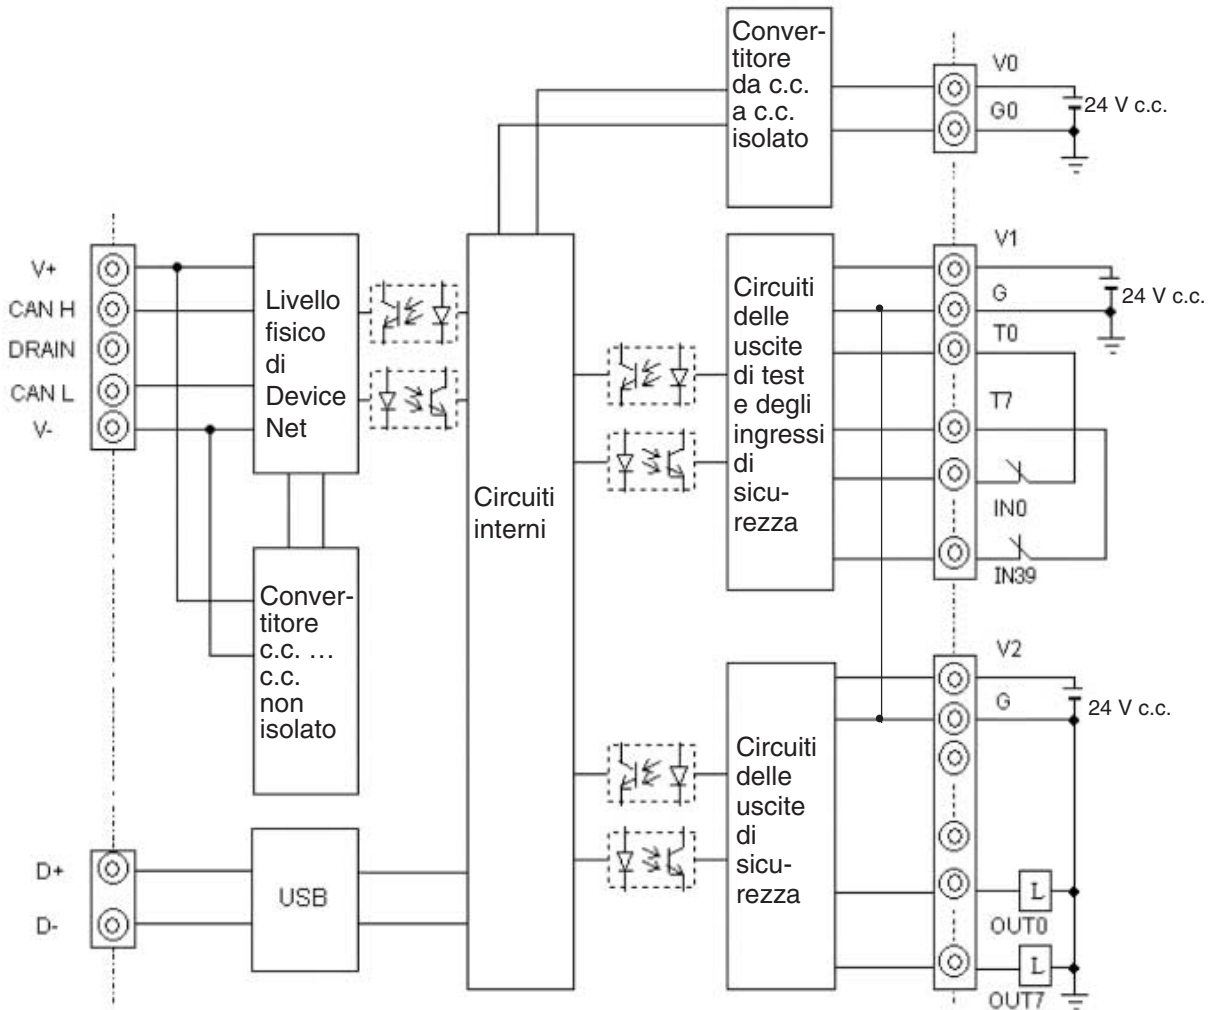 Conver-
titore
da c.c.
a c.c.
isolato
V0
G0
24 V c.c.
V+
CAN H
DRAIN
CAN L
V-
Livello
fisico
di
Device
Net
Conver-
titore
c.c. …
c.c.
non
isolato
D+
D-
USB
Circuiti
interni
Circuiti
delle
uscite
di test
e degli
ingressi
di
sicu-
rezza
V1
G
24 V c.c.
T0
T7
IN0
IN39
Circuiti
delle
uscite
di
sicu-
rezza
V2
G
24 V c.c.
L
OUT0
L
OUT7